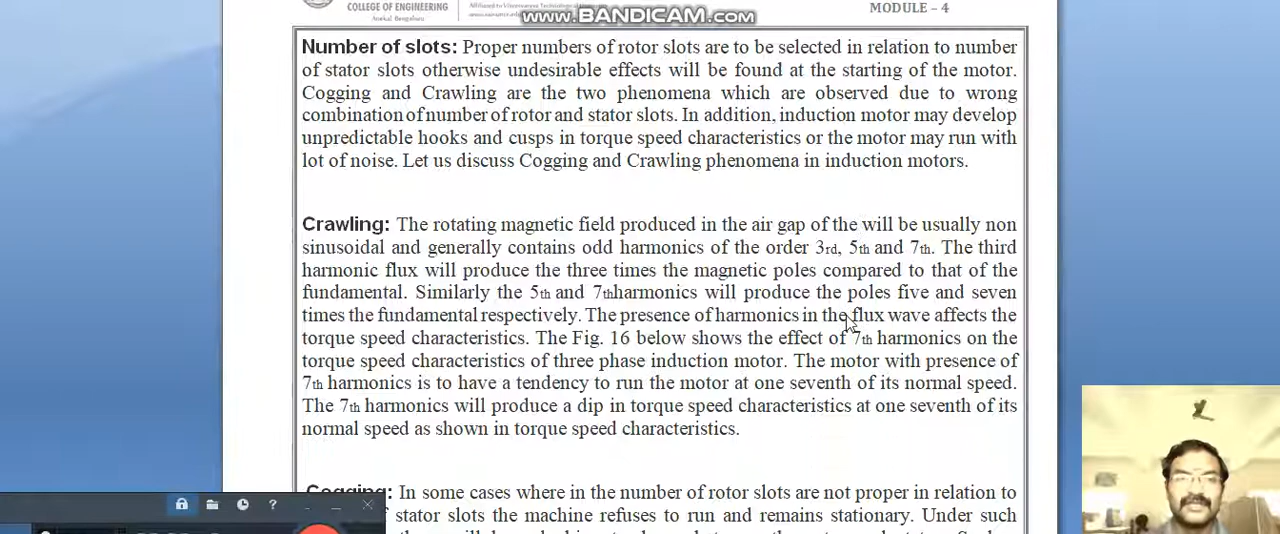 COLLEGE OF ENGINEERING
Anekal Bengaluru
www.BANDICAM.com
MODULE – 4
Number of slots: Proper numbers of rotor slots are to be selected in relation to number
of stator slots otherwise undesirable effects will be found at the starting of the motor.
Cogging and Crawling are the two phenomena which are observed due to wrong
combination of number of rotor and stator slots. In addition, induction motor may develop
unpredictable hooks and cusps in torque speed characteristics or the motor may run with
lot of noise. Let us discuss Cogging and Crawling phenomena in induction motors.
Crawling: The rotating magnetic field produced in the air gap of the will be usually non
sinusoidal and generally contains odd harmonics of the order 3rd, 5th and 7th. The third
harmonic flux will produce the three times the magnetic poles compared to that of the
fundamental. Similarly the 5th and 7thharmonics will produce the poles five and seven
times the fundamental respectively. The presence of harmonics in the flux wave affects the
torque speed characteristics. The Fig. 16 below shows the effect of 7th harmonics on the
torque speed characteristics of three phase induction motor. The motor with presence of
7th harmonics is to have a tendency to run the motor at one seventh of its normal speed.
The 7th harmonics will produce a dip in torque speed characteristics at one seventh of its
normal speed as shown in torque speed characteristics.
Cogging: In some cases where in the number of rotor slots are not proper in relation to
stator slots the machine refuses to run and remains stationary. Under such